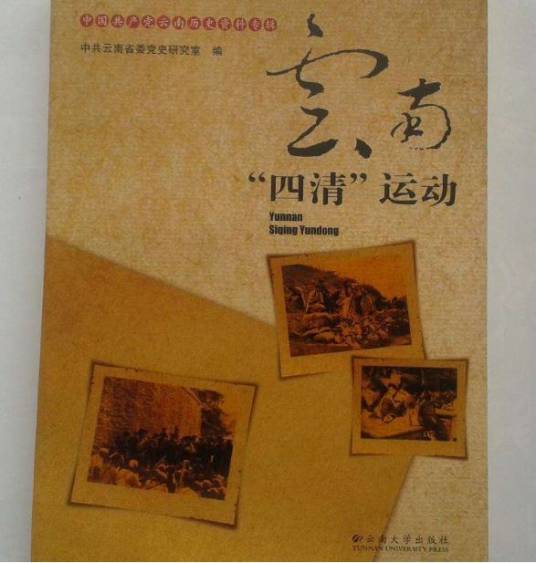 中国共产党云南历史资料专辑
中共云南省委党史研究室 编
雲南
“四清”运动
Yunnan
Siqing Yundong
云南大学出版社
YUNNAN UNIVERSITY PRESS